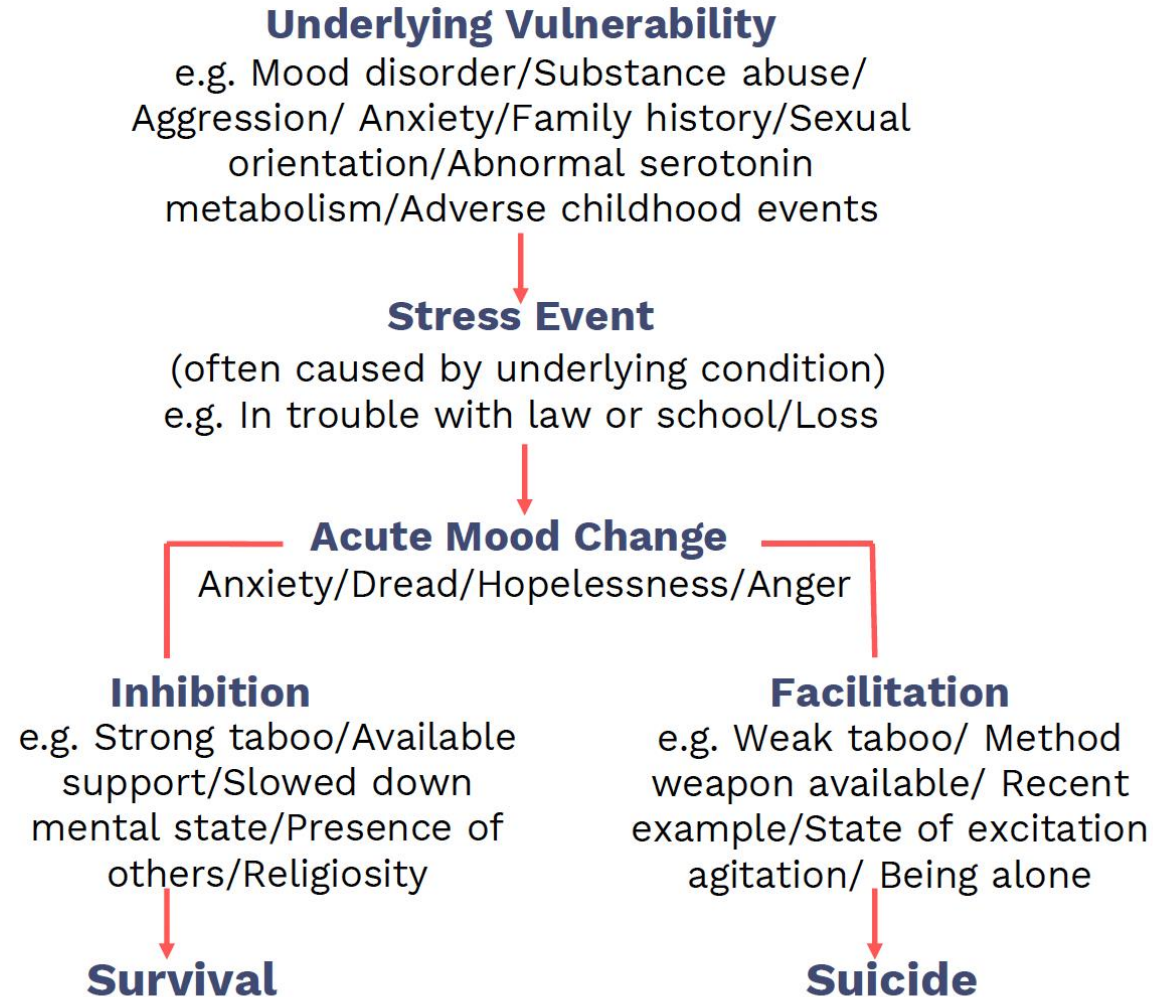 Underlying Vulnerability
e.g. Mood disorder/Substance abuse/
Aggression/ Anxiety/Family history/Sexual
orientation/Abnormal serotonin
metabolism/Adverse childhood events
Stress Event
(often caused by underlying condition)
e.g. In trouble with law or school/Loss
Acute Mood Change
Anxiety/Dread/Hopelessness/Anger
Inhibition
e.g. Strong taboo/Available
support/Slowed down
mental state/Presence of
others/Religiosity
Survival
Facilitation
e.g. Weak taboo/ Method
weapon available/ Recent
example/State of excitation
agitation/ Being alone
Suicide